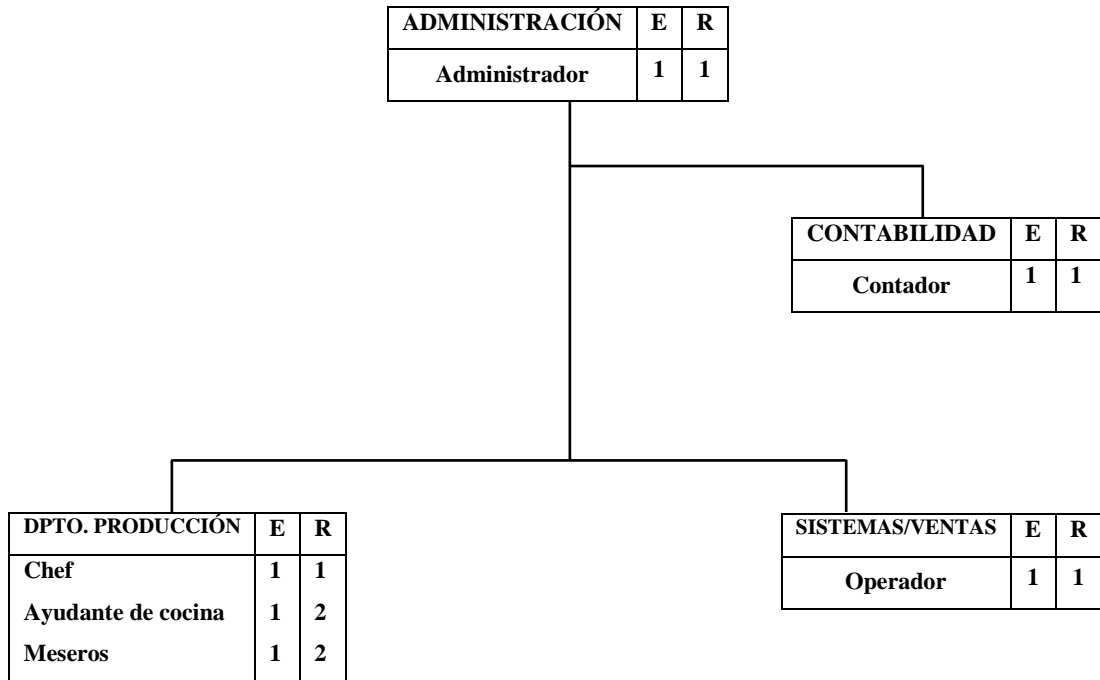 ADMINISTRACIÓN E R
Administrador 1 1
CONTABILIDAD E R
Contador 1 1
DPTO. PRODUCCIÓN E R
Chef 1 1
Ayudante de cocina 1 2
Meseros 1 2
SISTEMAS/VENTAS E R
Operador 1 1